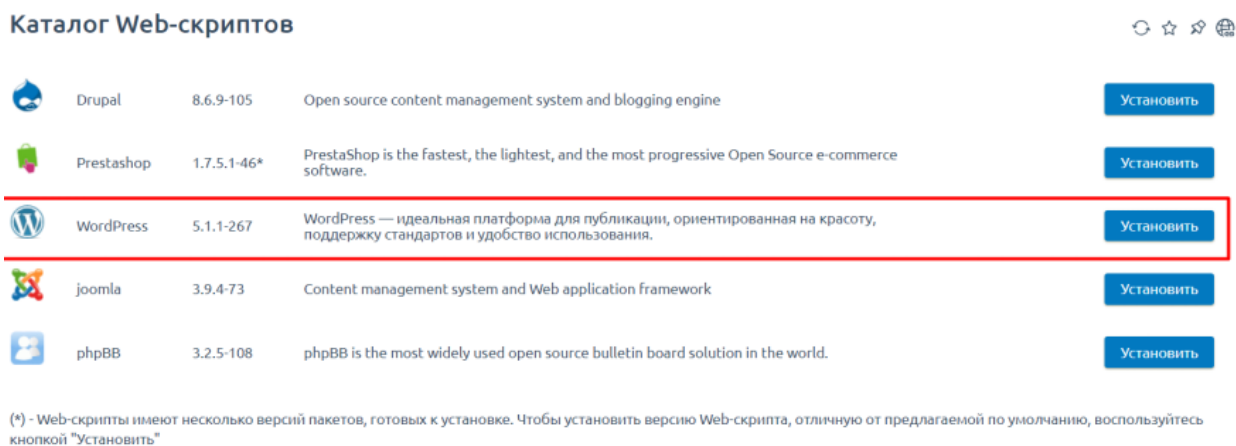 Каталог Web-скриптов
Drupal 8.6.9-105 Open source content management system and blogging engine Установить
Prestashop 1.7.5.1-46* PrestaShop is the fastest, the lightest, and the most progressive Open Source e-commerce
software. Установить
WordPress 5.1.1-267 WordPress — идеальная платформа для публикации, ориентированная на красоту,
поддержку стандартов и удобство использования. Установить
joomla 3.9.4-73 Content management system and Web application framework Установить
phpBB 3.2.5-108 phpBB is the most widely used open source bulletin board solution in the world. Установить
(*) - Web-скрипты имеют несколько версий пакетов, готовых к установке. Чтобы установить версию Web-скрипта, отличную от предлагаемой по умолчанию, воспользуйтесь
кнопкой "Установить"